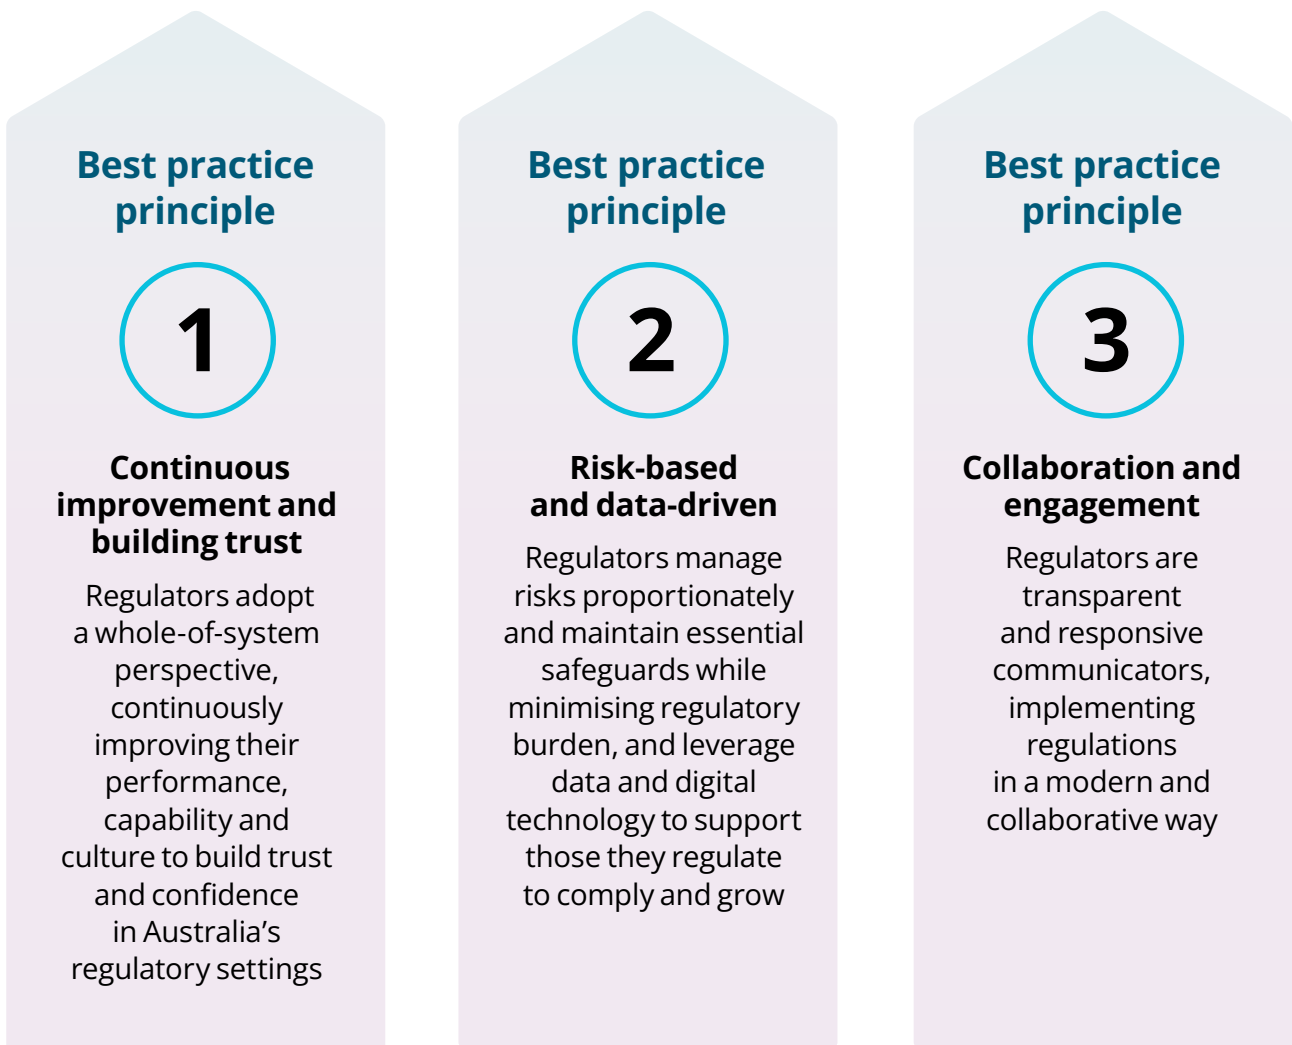 Best practice
principle
1
Continuous
improvement and
building trust
Regulators adopt
a whole-of-system
perspective,
continuously
improving their
performance,
capability and
culture to build trust
and confidence
in Australia’s
regulatory settings
Best practice
principle
2
Risk-based
and data-driven
Regulators manage
risks proportionately
and maintain essential
safeguards while
minimising regulatory
burden, and leverage
data and digital
technology to support
those they regulate
to comply and grow
Best practice
principle
3
Collaboration and
engagement
Regulators are
transparent
and responsive
communicators,
implementing
regulations
in a modern and
collaborative way